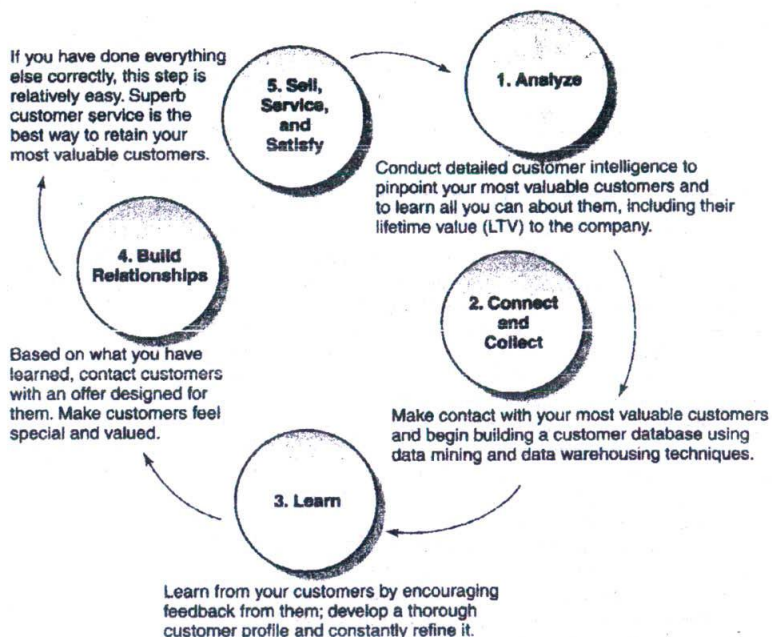 1. Analyze
Conduct detailed customer intelligence to
pinpoint your most valuable customers and
to learn all you can about them, including their
lifetime value (LTV) to the company.
2. Connect
and
Collect
Make contact with your most valuable customers
and begin building a customer database using
data mining and data warehousing techniques.
3. Learn
Learn from your customers by encouraging
feedback from them; develop a thorough
customer profile and constantly refine it.
4. Build
Relationships
Based on what you have
learned, contact customers
with an offer designed for
them. Make customers feel
special and valued.
5. Sell,
Service,
and
Satisfy
If you have done everything
else correctly, this step is
relatively easy. Superb
customer service is the
best way to retain your
most valuable customers.